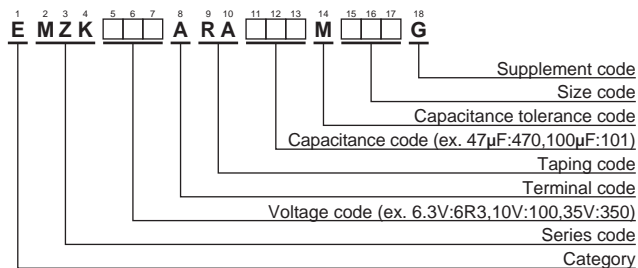 1 2 3 4 5 6 7 8 9 10 11 12 13 14 15 16 17 18
E M Z K A R A M G
Supplement code
Size code
Capacitance tolerance code
Capacitance code (ex. 47μF:470,100μF:101)
Taping code
Terminal code
Voltage code (ex. 6.3V:6R3,10V:100,35V:350)
Series code
Category